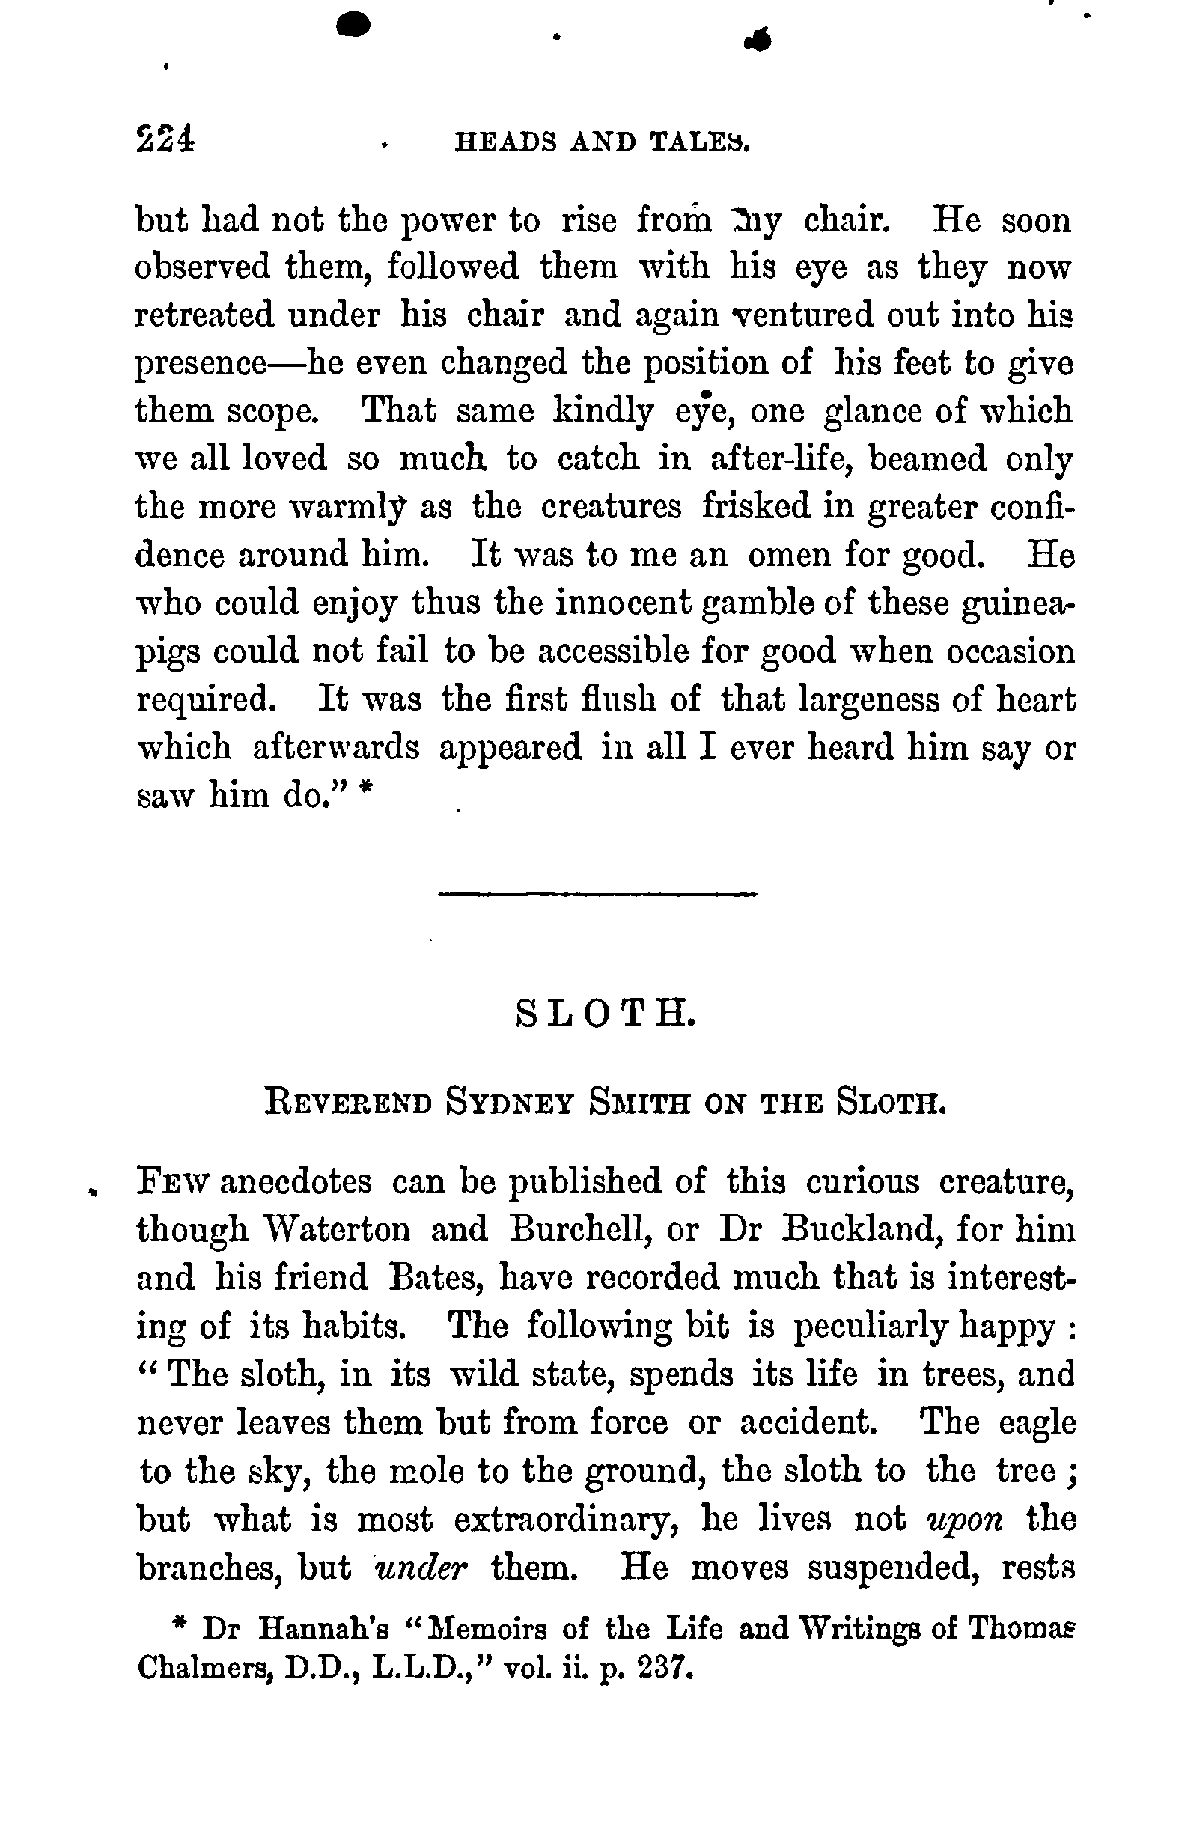 224 HEADS AND TALES.
but had not the power to rise from my chair. He soon
observed them, followed them with his eye as they now
retreated under his chair and again ventured out into his
presence—he even changed the position of his feet to give
them scope. That same kindly eye, one glance of which
we all loved so much to catch in after-life, beamed only
the more warmly as the creatures frisked in greater confi-
dence around him. It was to me an omen for good. He
who could enjoy thus the innocent gamble of these guinea-
pigs could not fail to be accessible for good when occasion
required. It was the first flush of that largeness of heart
which afterwards appeared in all I ever heard him say or
saw him do." *
SLOTH.
REVEREND SYDNEY SMITH ON THE SLOTH.
FEW anecdotes can be published of this curious creature,
though Waterton and Burchell, or Dr Buckland, for him
and his friend Bates, have recorded much that is interest-
ing of its habits. The following bit is peculiarly happy :
" The sloth, in its wild state, spends its life in trees, and
never leaves them but from force or accident. The eagle
to the sky, the mole to the ground, the sloth to the tree ;
but what is most extraordinary, he lives not upon the
branches, but under them. He moves suspended, rests
* Dr Hannah's "Memoirs of the Life and Writings of Thomas
Chalmers, D.D., L.L.D.," vol. ii. p. 237.